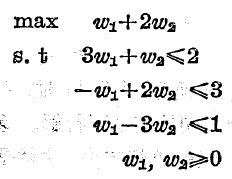 max w₁+2w₂
s. t 3w₁+w₂≤2
−w₁+2w₂ ≤3
w₁−3w₂ ≤1
w₁, w₂≥0